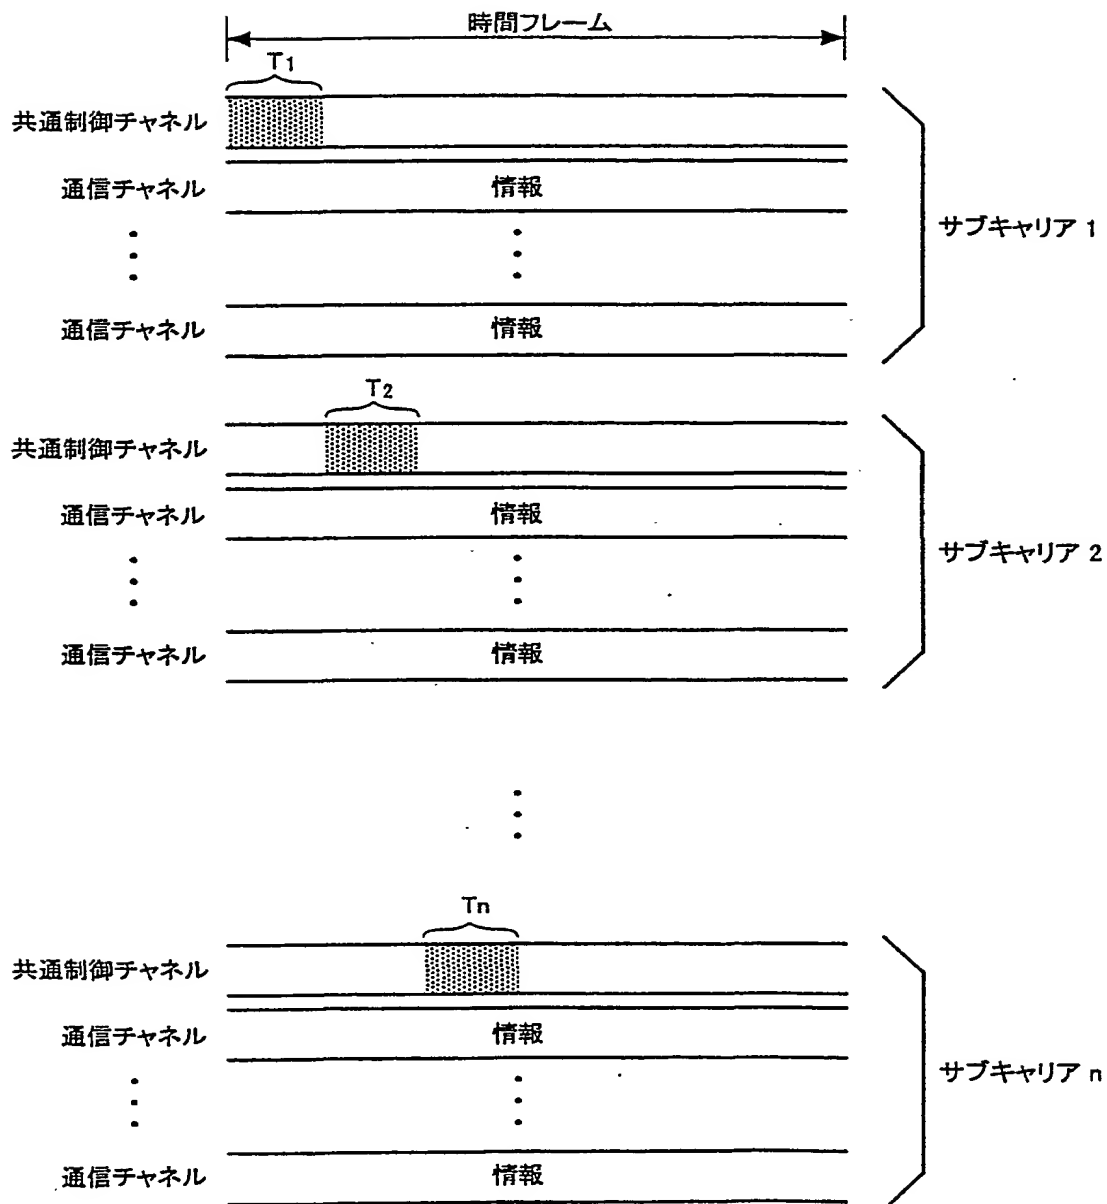 時間フレーム
T1
共通制御チャネル
通信チャネル 情報
サブキャリア 1
通信チャネル 情報
T2
共通制御チャネル
通信チャネル 情報
サブキャリア 2
通信チャネル 情報
Tn
共通制御チャネル
通信チャネル 情報
サブキャリア n
通信チャネル 情報